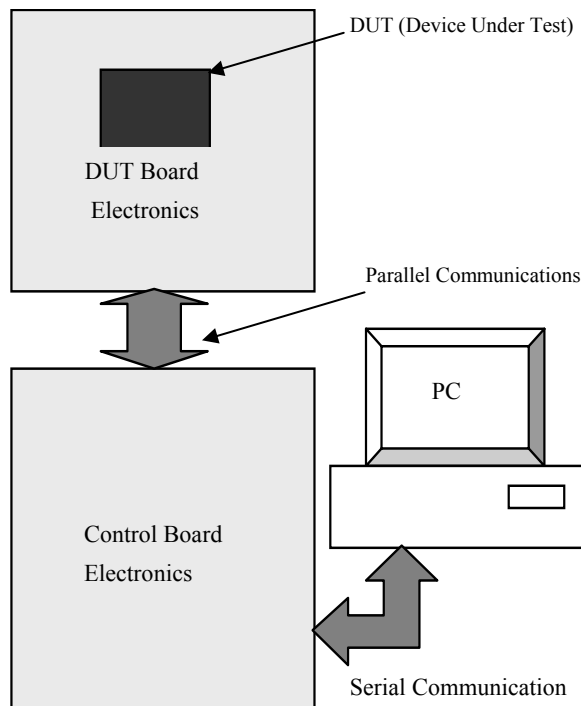 DUT (Device Under Test)
DUT Board
Electronics
Parallel Communications
PC
Control Board
Electronics
Serial Communication